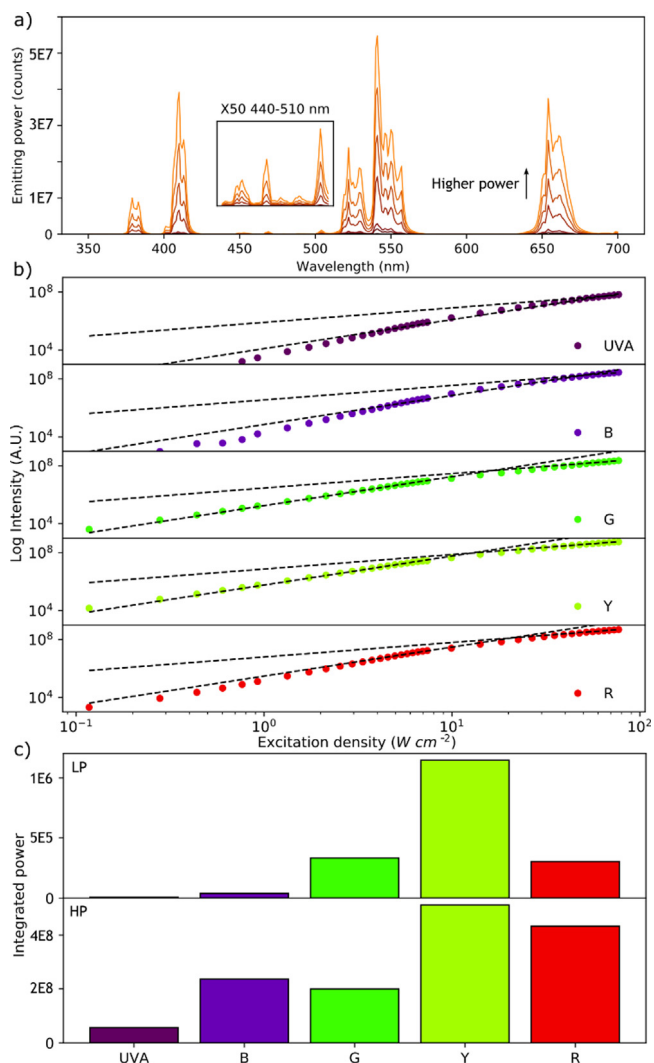 a)
5E7
3E7
1E7
0
Emitting power (counts)
X50 440-510 nm
Higher power
350 400 450 500 550 600 650 700
Wavelength (nm)
b)
10⁸
10⁴
UVA
10⁸
10⁴
B
10⁸
10⁴
G
10⁸
10⁴
Y
10⁸
10⁴
R
Log Intensity (A.U.)
10⁻¹ 10⁰ 10¹ 10²
Excitation density (W cm⁻²)
c)
LP
1E6
5E5
0
HP
4E8
2E8
0
Integrated power
UVA B G Y R